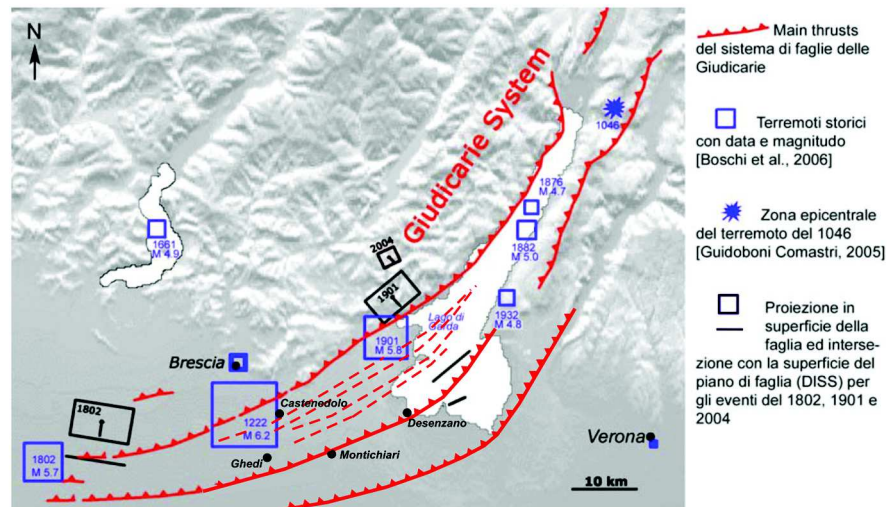 N
Giudicarie System
1046
1876
M 4.7
1661
M 4.9
2004
1882
M 5.0
1901
Lago di
Garda
1932
M 4.8
1901
M 5.8
Brescia
1802
Castenedolo
1222
M 6.2
Desenzano
Verona
1802
M 5.7
Ghedi
Montichiari
10 km
Main thrusts
del sistema di faglie delle
Giudicarie
Terremoti storici
con data e magnitudo
[Boschi et al., 2006]
Zona epicentrale
del terremoto del 1046
[Guidoboni Comastri, 2005]
Proiezione in
superficie della
faglia ed interse-
zione con la superficie del
piano di faglia (DISS) per
gli eventi del 1802, 1901 e
2004